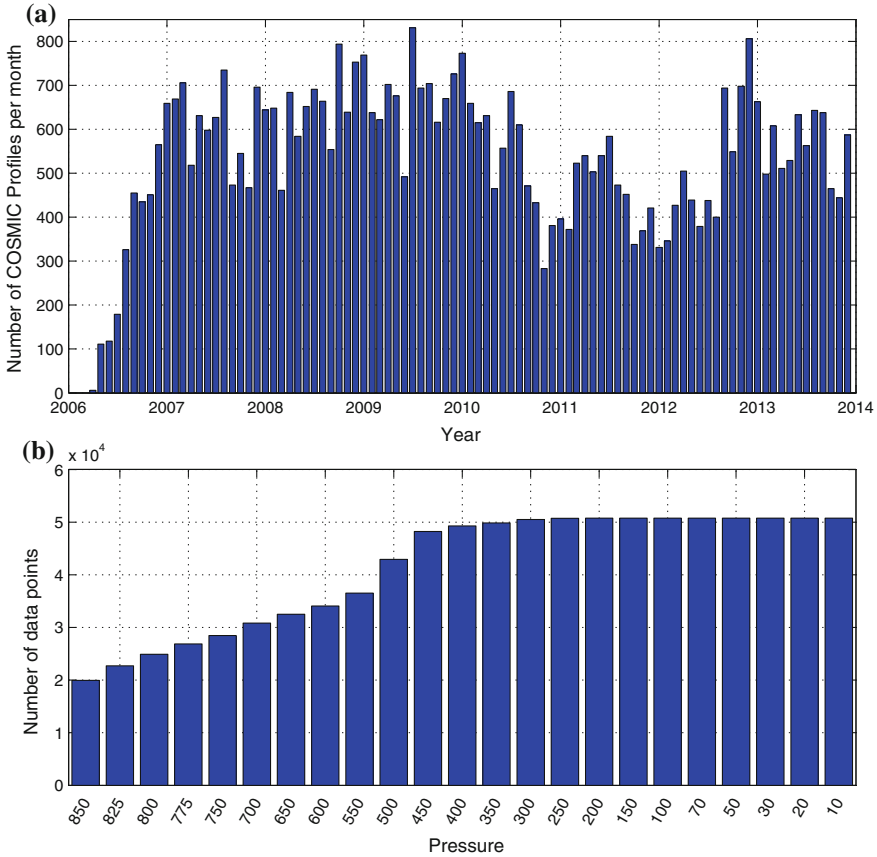 (a)
Number of COSMIC Profiles per month
800
700
600
500
400
300
200
100
0
2006 2007 2008 2009 2010 2011 2012 2013 2014
Year
(b)
x 10^4
Number of data points
6
5
4
3
2
1
0
850 825 800 775 750 700 650 600 550 500 450 400 350 300 250 200 150 100 70 50 30 20 10
Pressure